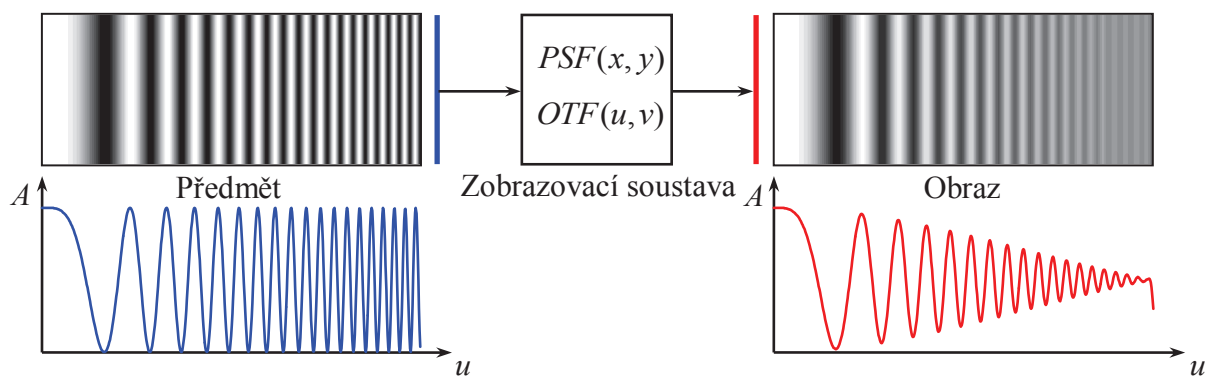 PSF(x, y)
OTF(u, v)
Předmět
Zobrazovací soustava
Obraz
A
A
u
u